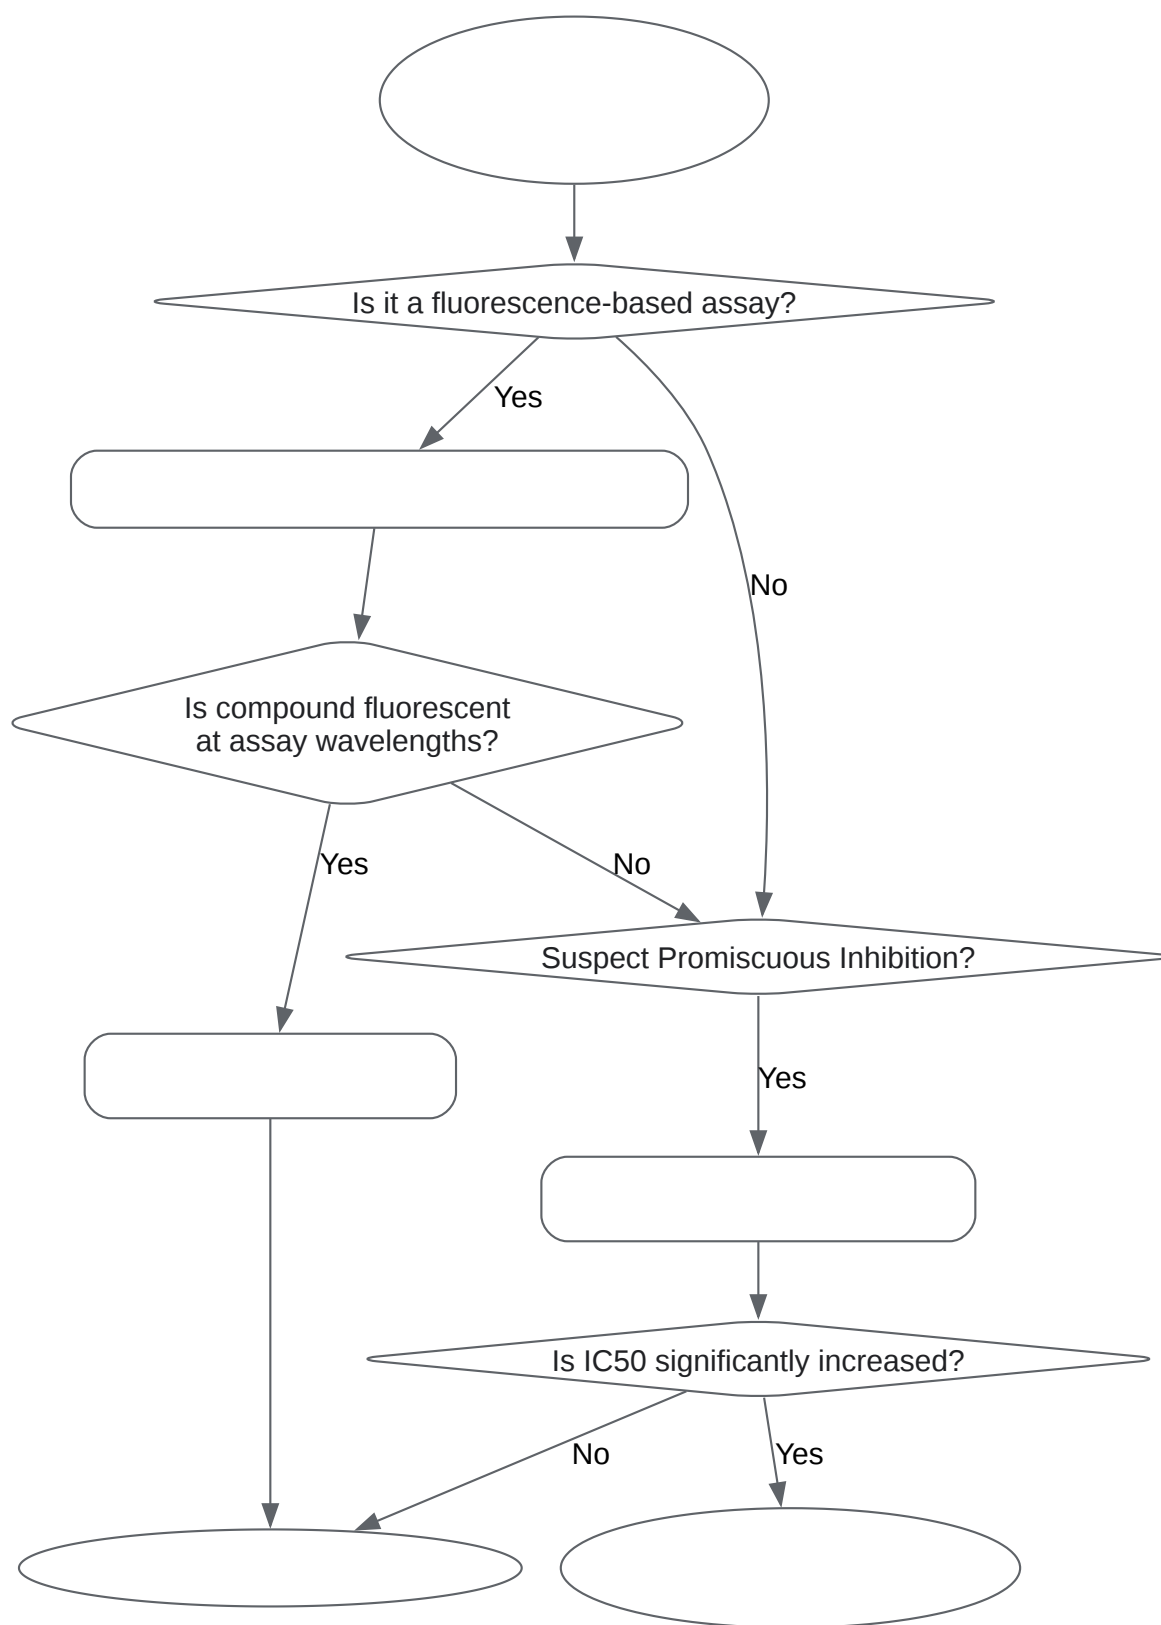 Is it a fluorescence-based assay?
Yes
No
Is compound fluorescent
at assay wavelengths?
Yes
No
Suspect Promiscuous Inhibition?
Yes
Is IC50 significantly increased?
No
Yes